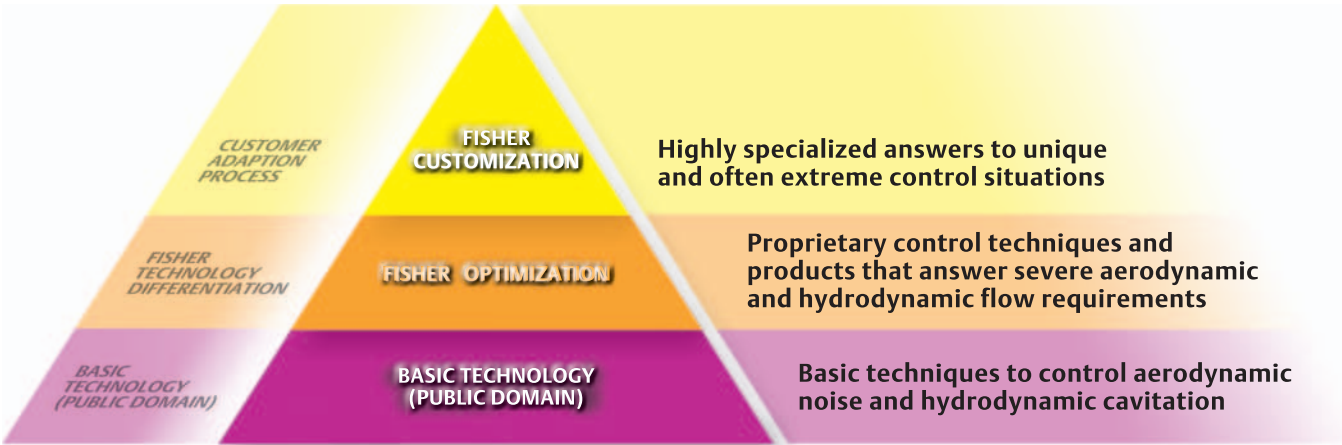 CUSTOMER
ADAPTION
PROCESS
FISHER
CUSTOMIZATION
Highly specialized answers to unique
and often extreme control situations
FISHER
TECHNOLOGY
DIFFERENTIATION
FISHER OPTIMIZATION
Proprietary control techniques and
products that answer severe aerodynamic
and hydrodynamic flow requirements
BASIC
TECHNOLOGY
(PUBLIC DOMAIN)
BASIC TECHNOLOGY
(PUBLIC DOMAIN)
Basic techniques to control aerodynamic
noise and hydrodynamic cavitation